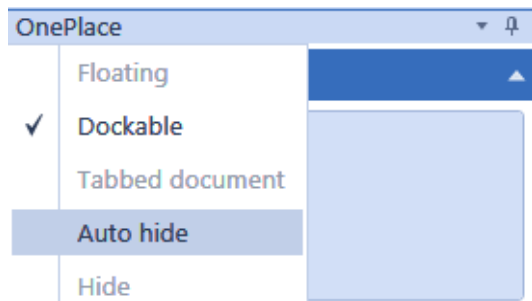 OnePlace
Floating
Dockable
Tabbed document
Auto hide
Hide